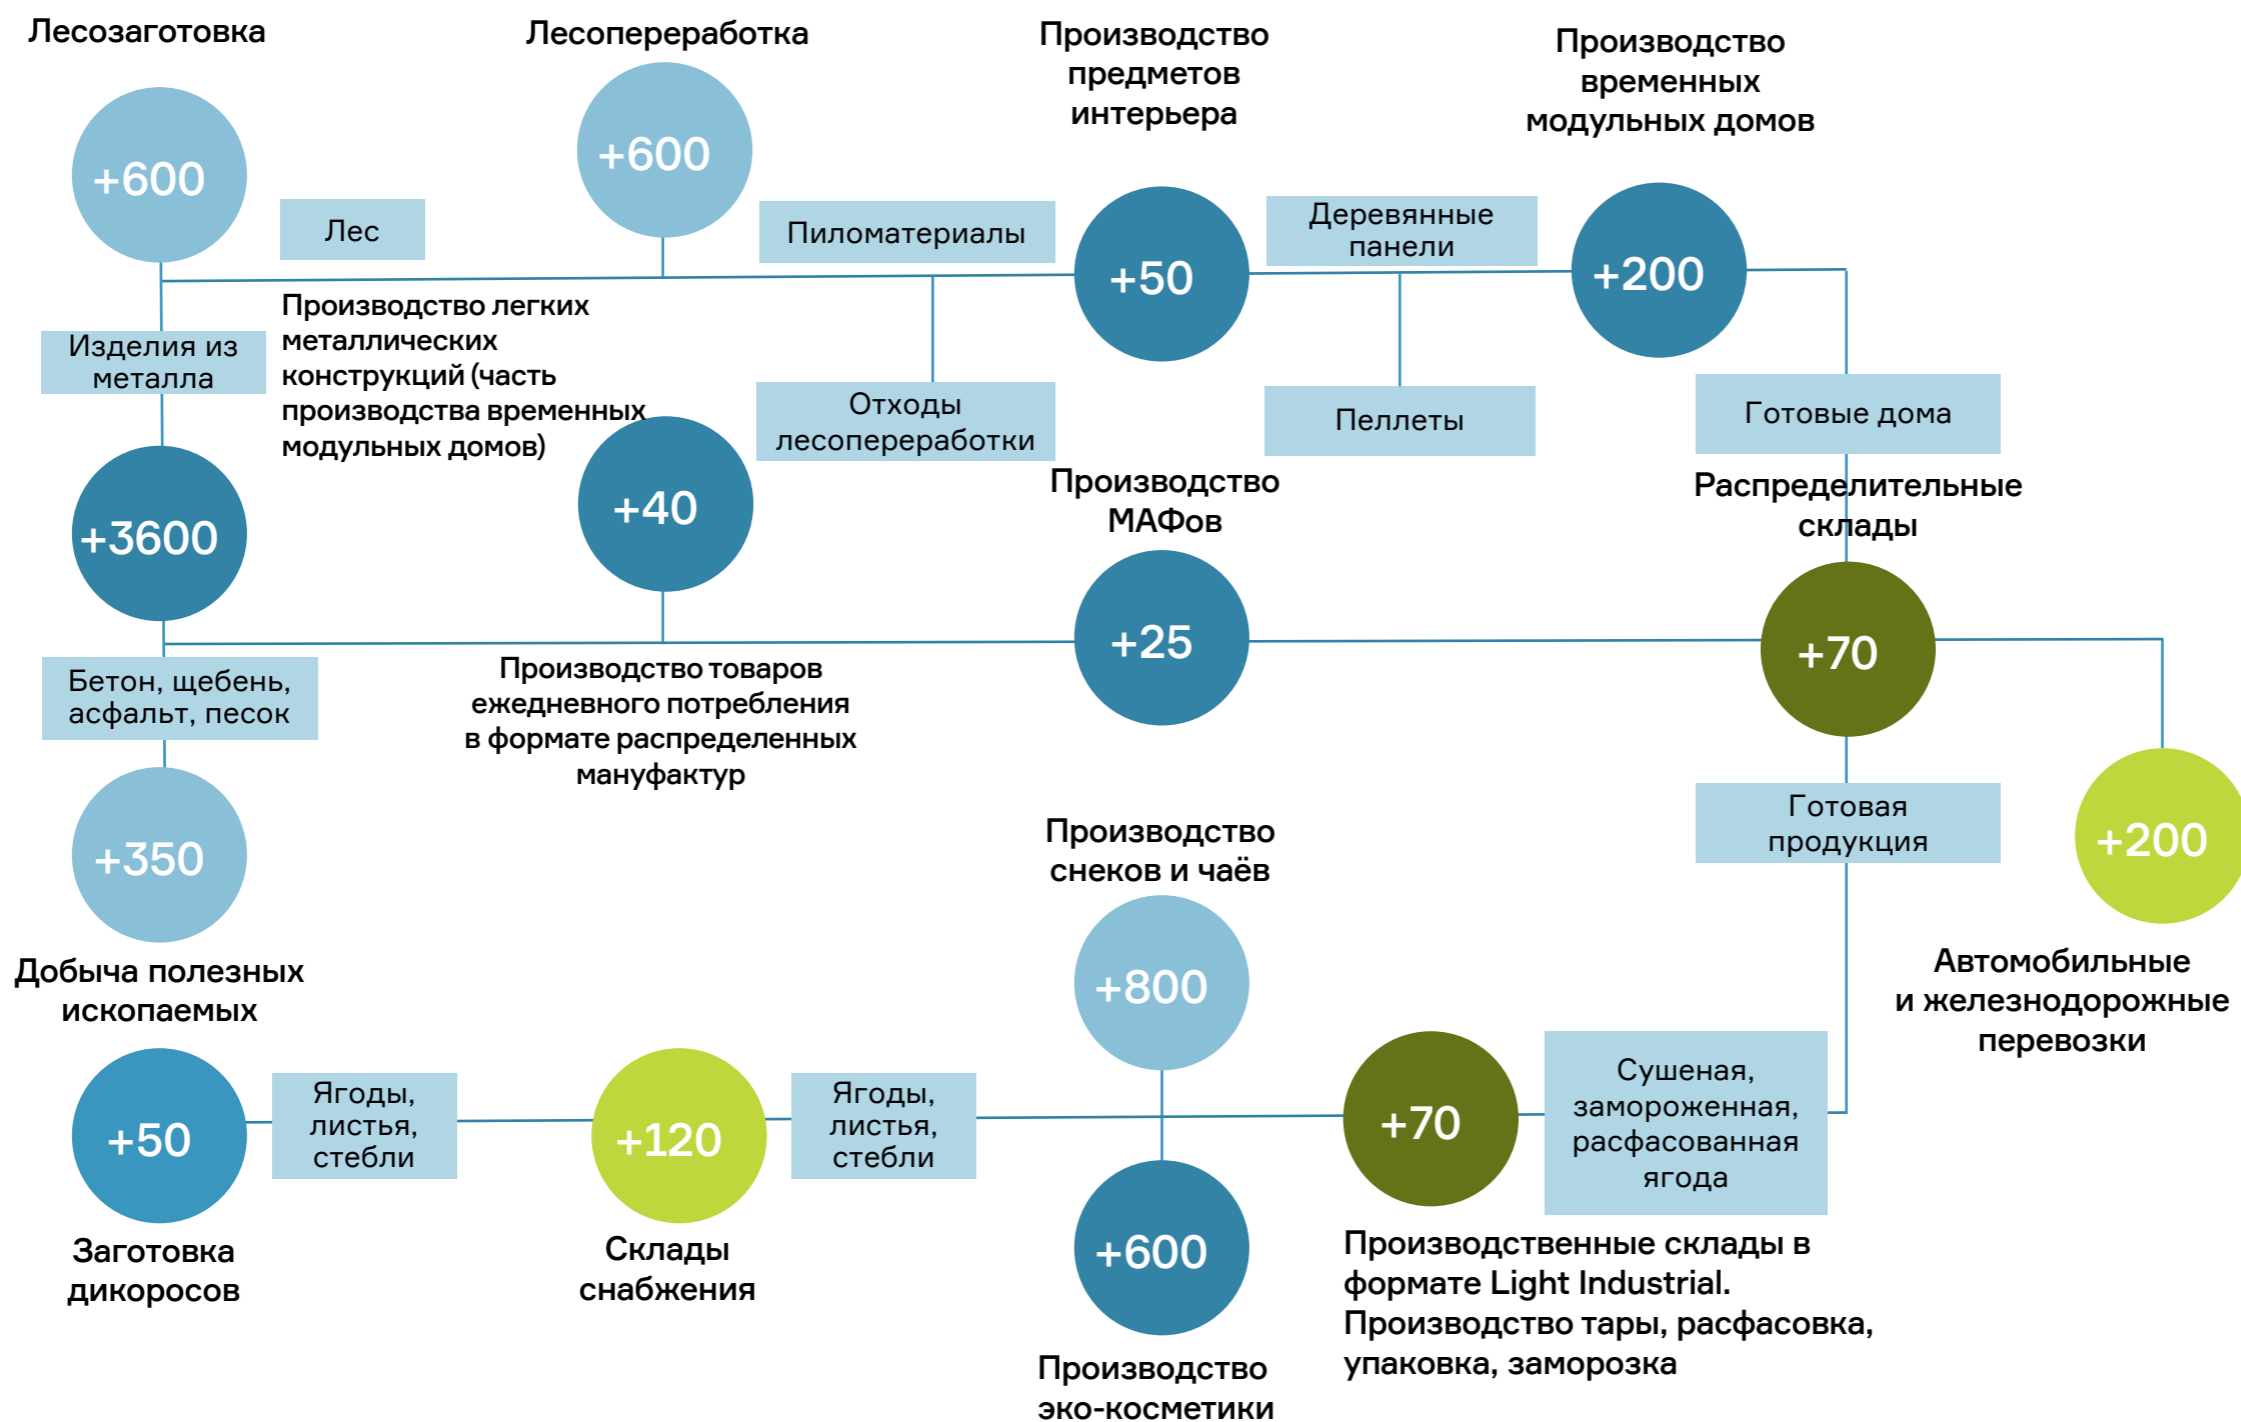 Лесозаготовка
+600
Лес
Лесопереработка
+600
Пиломатериалы
Производство
предметов
интерьера
+50
Деревянные
панели
Производство
временных
модульных домов
+200
Изделия из
металла
Производство легких
металлических
конструкций (часть
производства временных
модульных домов)
Отходы
лесопереработки
Пеллеты
Готовые дома
+3600
+40
Производство
МАФов
+25
Распределительные
склады
+70
Бетон, щебень,
асфальт, песок
Производство товаров
ежедневного потребления
в формате распределенных
мануфактур
Готовая
продукция
+200
Автомобильные
и железнодорожные
перевозки
+350
Добыча полезных
ископаемых
Производство
снеков и чаёв
+800
+50
Заготовка
дикоросов
Ягоды,
листья,
стебли
+120
Склады
снабжения
Ягоды,
листья,
стебли
+600
Производство
эко-косметики
+70
Сушеная,
замороженная,
расфасованная
ягода
Производственные склады в
формате Light Industrial.
Производство тары, расфасовка,
упаковка, заморозка